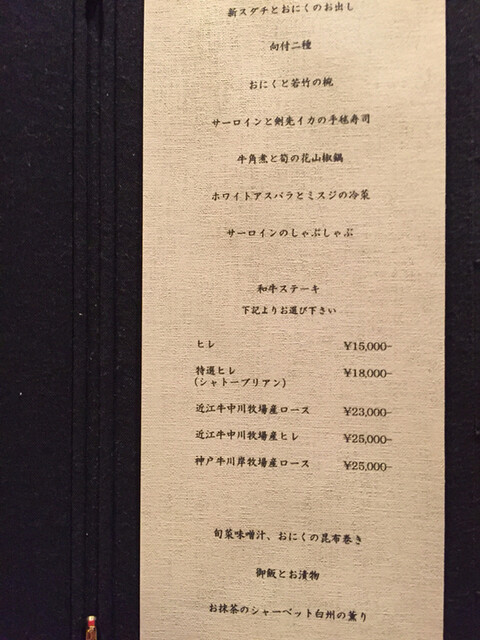 新スダチとおにくのお出し
向付二種
おにくと若竹の椀
サーロインと剣先イカの手毬寿司
牛角煮と筍の花山椒鍋
ホワイトアスパラとミスジの冷菜
サーロインのしゃぶしゃぶ
和牛ステーキ
下記よりお選び下さい
ヒレ ¥15,000-
特選ヒレ ¥18,000-
(シャトーブリアン)
近江牛中川牧場産ロース ¥23,000-
近江牛中川牧場産ヒレ ¥25,000-
神戸牛川岸牧場産ロース ¥25,000-
旬菜味噌汁、おにくの昆布巻き
御飯とお漬物
お抹茶のシャーベット白州の薫り